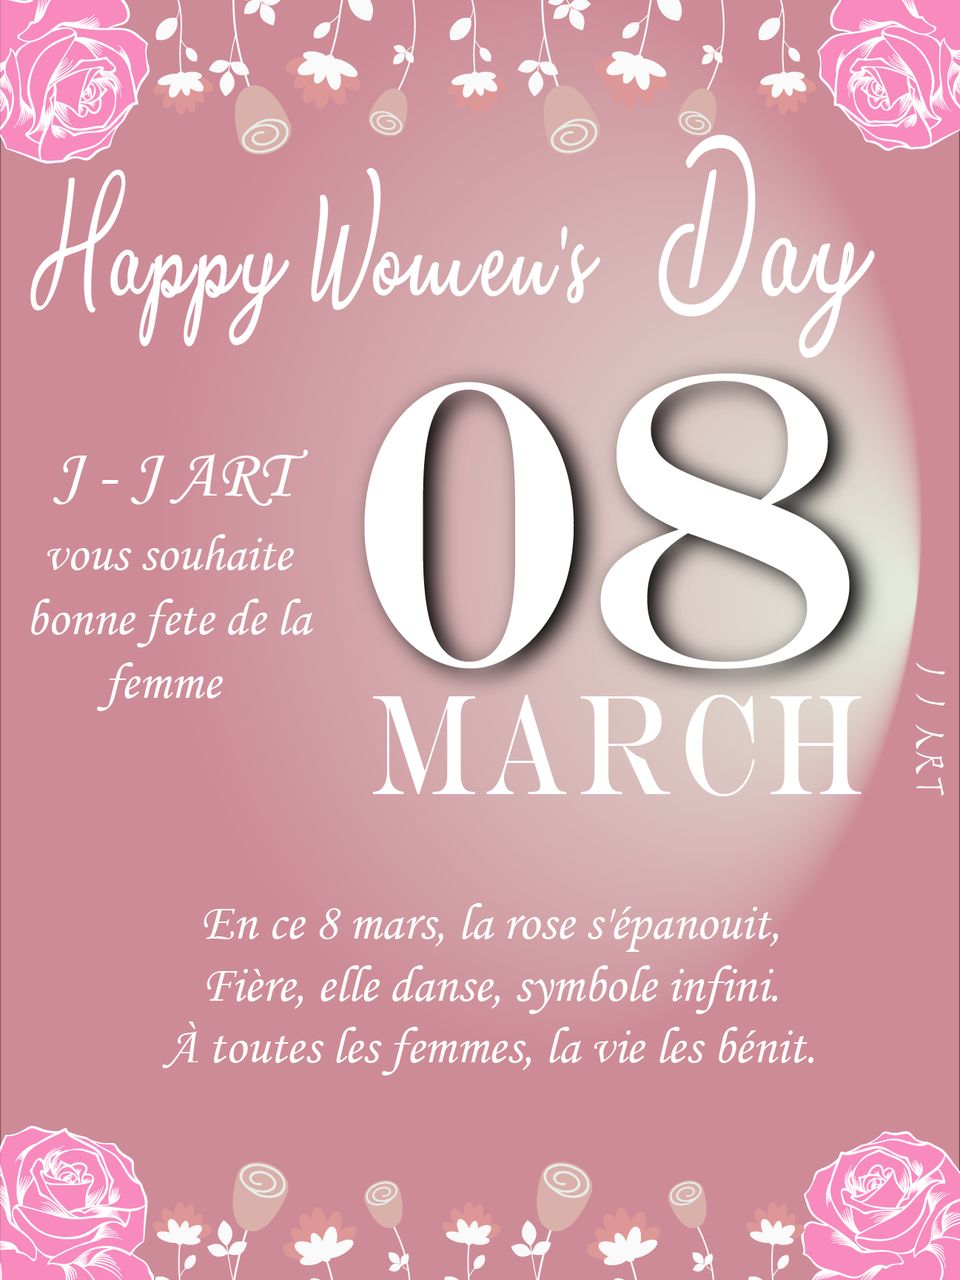 Happy Women's Day
08
MARCH
J - J ART
vous souhaite
bonne fete de la
femme
J J ART
En ce 8 mars, la rose s'épanouit,
Fière, elle danse, symbole infini.
À toutes les femmes, la vie les bénit.